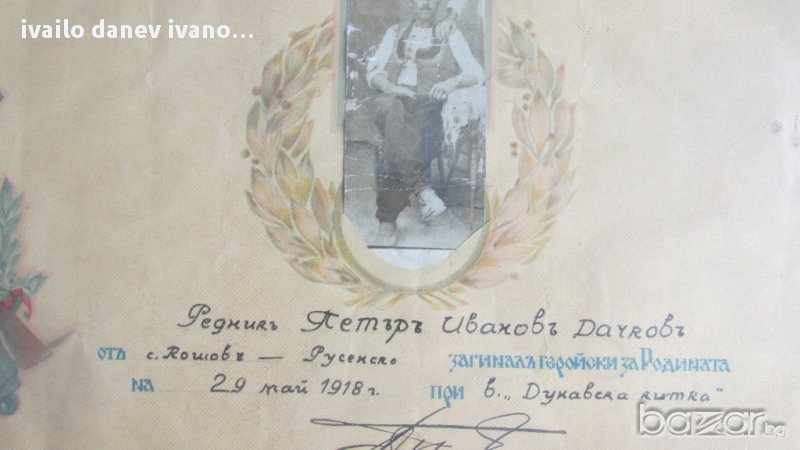 ivailo danev ivano...
Редникъ Петъръ Ивановъ Дачковъ
отъ с. Кошовъ — Русенско загиналъ геройски за Родината
на 29 май 1918 г. при в. „Дунавска китка"
bazar.bg